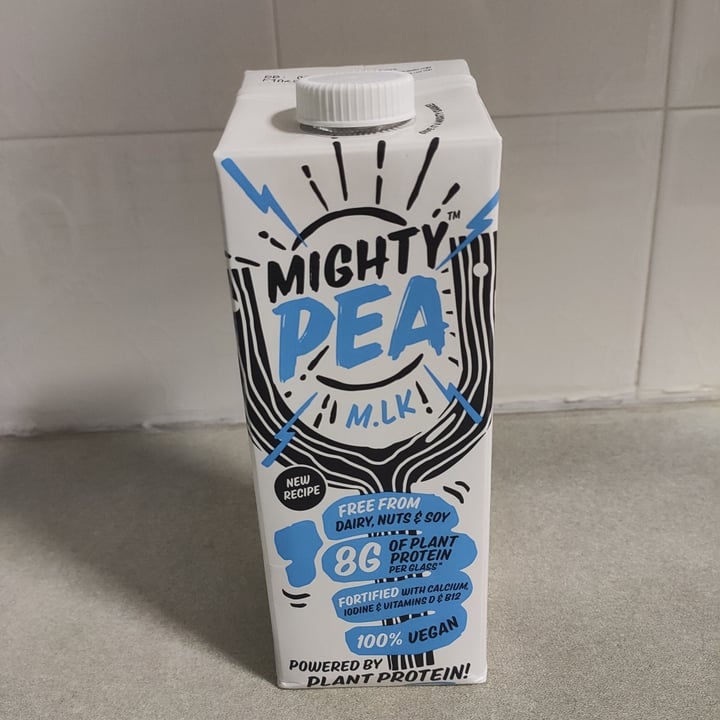 MIGHTY™
PEA
M.LK
NEW
RECIPE
FREE FROM
DAIRY, NUTS & SOY
8G OF PLANT
PROTEIN
PER GLASS*
FORTIFIED WITH CALCIUM,
IODINE & VITAMINS D & B12
100% VEGAN
POWERED BY
PLANT PROTEIN!